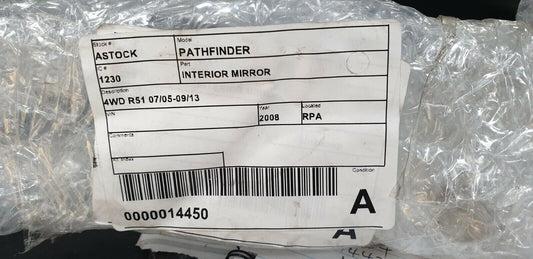 Stock #
Model
ASTOCK
PATHFINDER
IC #
Part
1230
INTERIOR MIRROR
Description
4WD R51 07/05-09/13
VIN
Year
Located
2008
RPA
Comments
Condition
A
0000014450
A